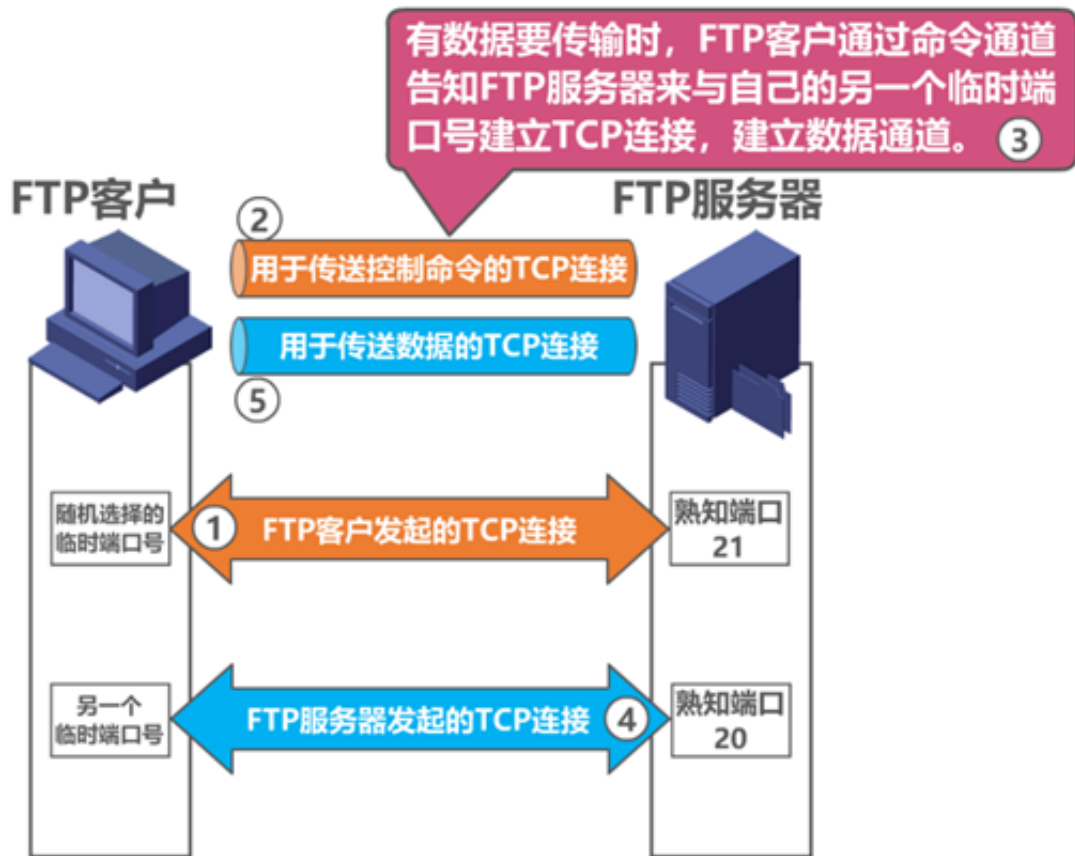 有数据要传输时，FTP客户通过命令通道
告知FTP服务器来与自己的另一个临时端
口号建立TCP连接，建立数据通道。 ③
FTP客户
FTP服务器
②
用于传送控制命令的TCP连接
用于传送数据的TCP连接
⑤
随机选择的
临时端口号
①
FTP客户发起的TCP连接
熟知端口
21
另一个
临时端口号
FTP服务器发起的TCP连接
④
熟知端口
20